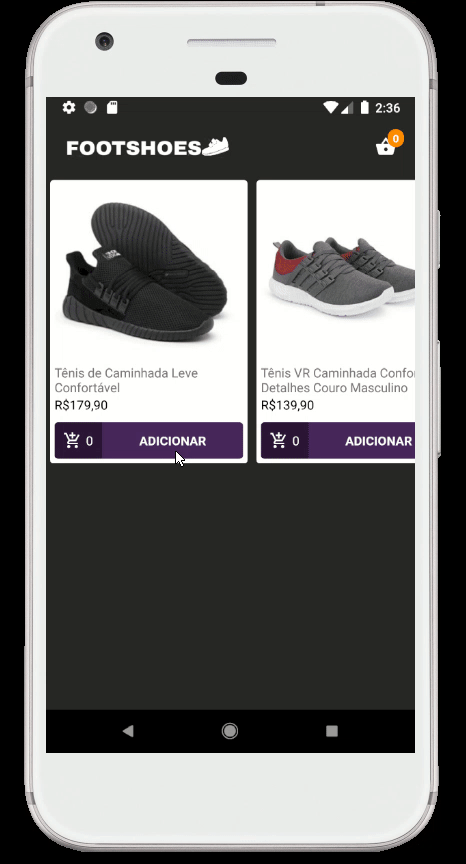 2:36
FOOTSHOES
0
Tênis de Caminhada Leve
Confortável
R$179,90
0 ADICIONAR
Tênis VR Caminhada Confor
Detalhes Couro Masculino
R$139,90
0 ADICIONAR